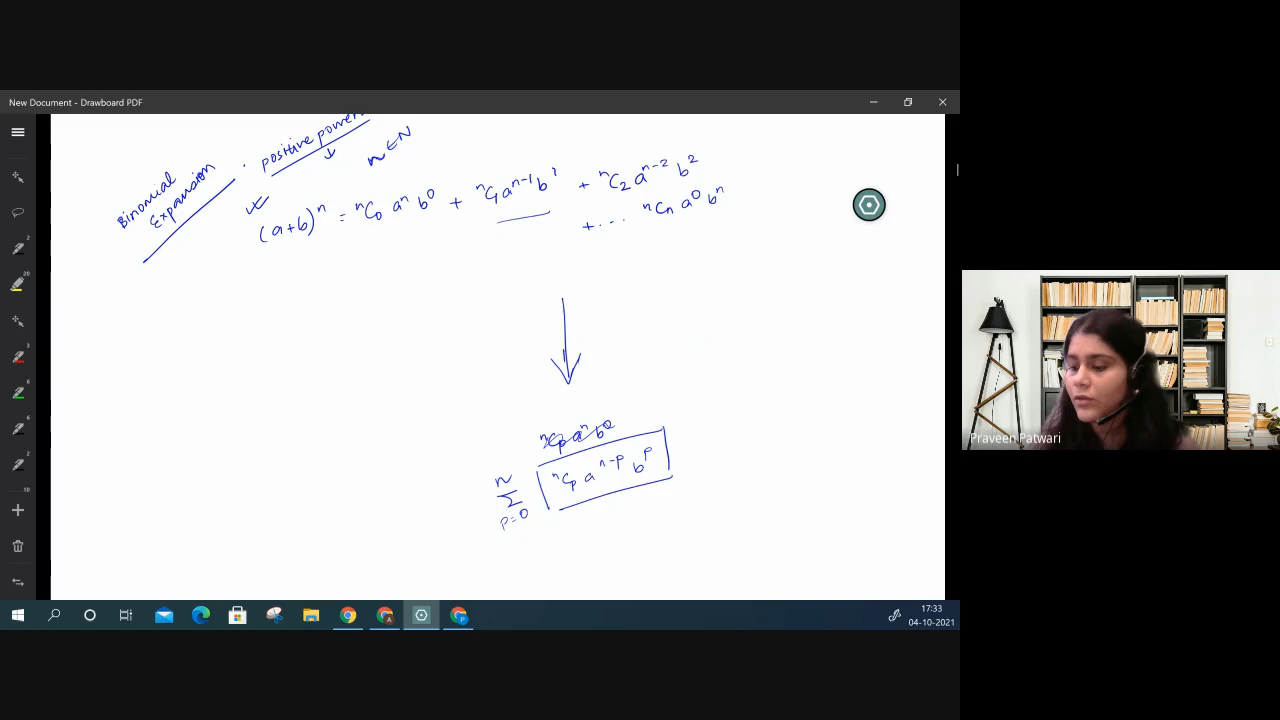 New Document - Drawboard PDF
Binomial Expansion . positive power
↓
n ∈ N
(a+b)ⁿ = ⁿC₀ aⁿ b⁰ + ⁿC₁ aⁿ⁻¹ b¹ + ⁿC₂ aⁿ⁻² b²
+ ... ⁿCₙ a⁰ bⁿ
n
Σ ⁿCₚ aⁿ⁻ᵖ bᵖ
p=0
Praveen Patwari
17:33
04-10-2021